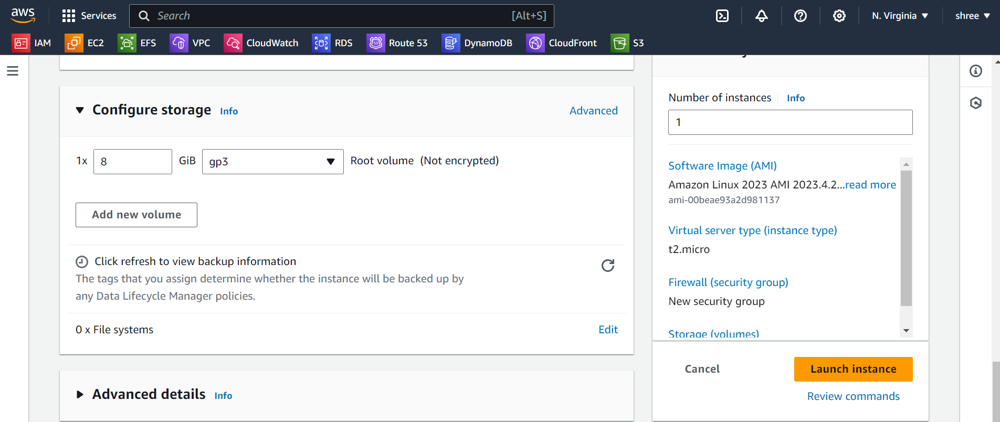 aws
Services
Search [Alt+S]
N. Virginia
shree
IAM
EC2
EFS
VPC
CloudWatch
RDS
53
Route 53
DynamoDB
CloudFront
S3
Configure storage Info
Advanced
1x 8 GiB gp3 Root volume (Not encrypted)
Add new volume
Click refresh to view backup information
The tags that you assign determine whether the instance will be backed up by
any Data Lifecycle Manager policies.
0 x File systems
Edit
Advanced details Info
Number of instances Info
1
Software Image (AMI)
Amazon Linux 2023 AMI 2023.4.2...read more
ami-00beae93a2d981137
Virtual server type (instance type)
t2.micro
Firewall (security group)
New security group
Storage (volumes)
Cancel
Launch instance
Review commands